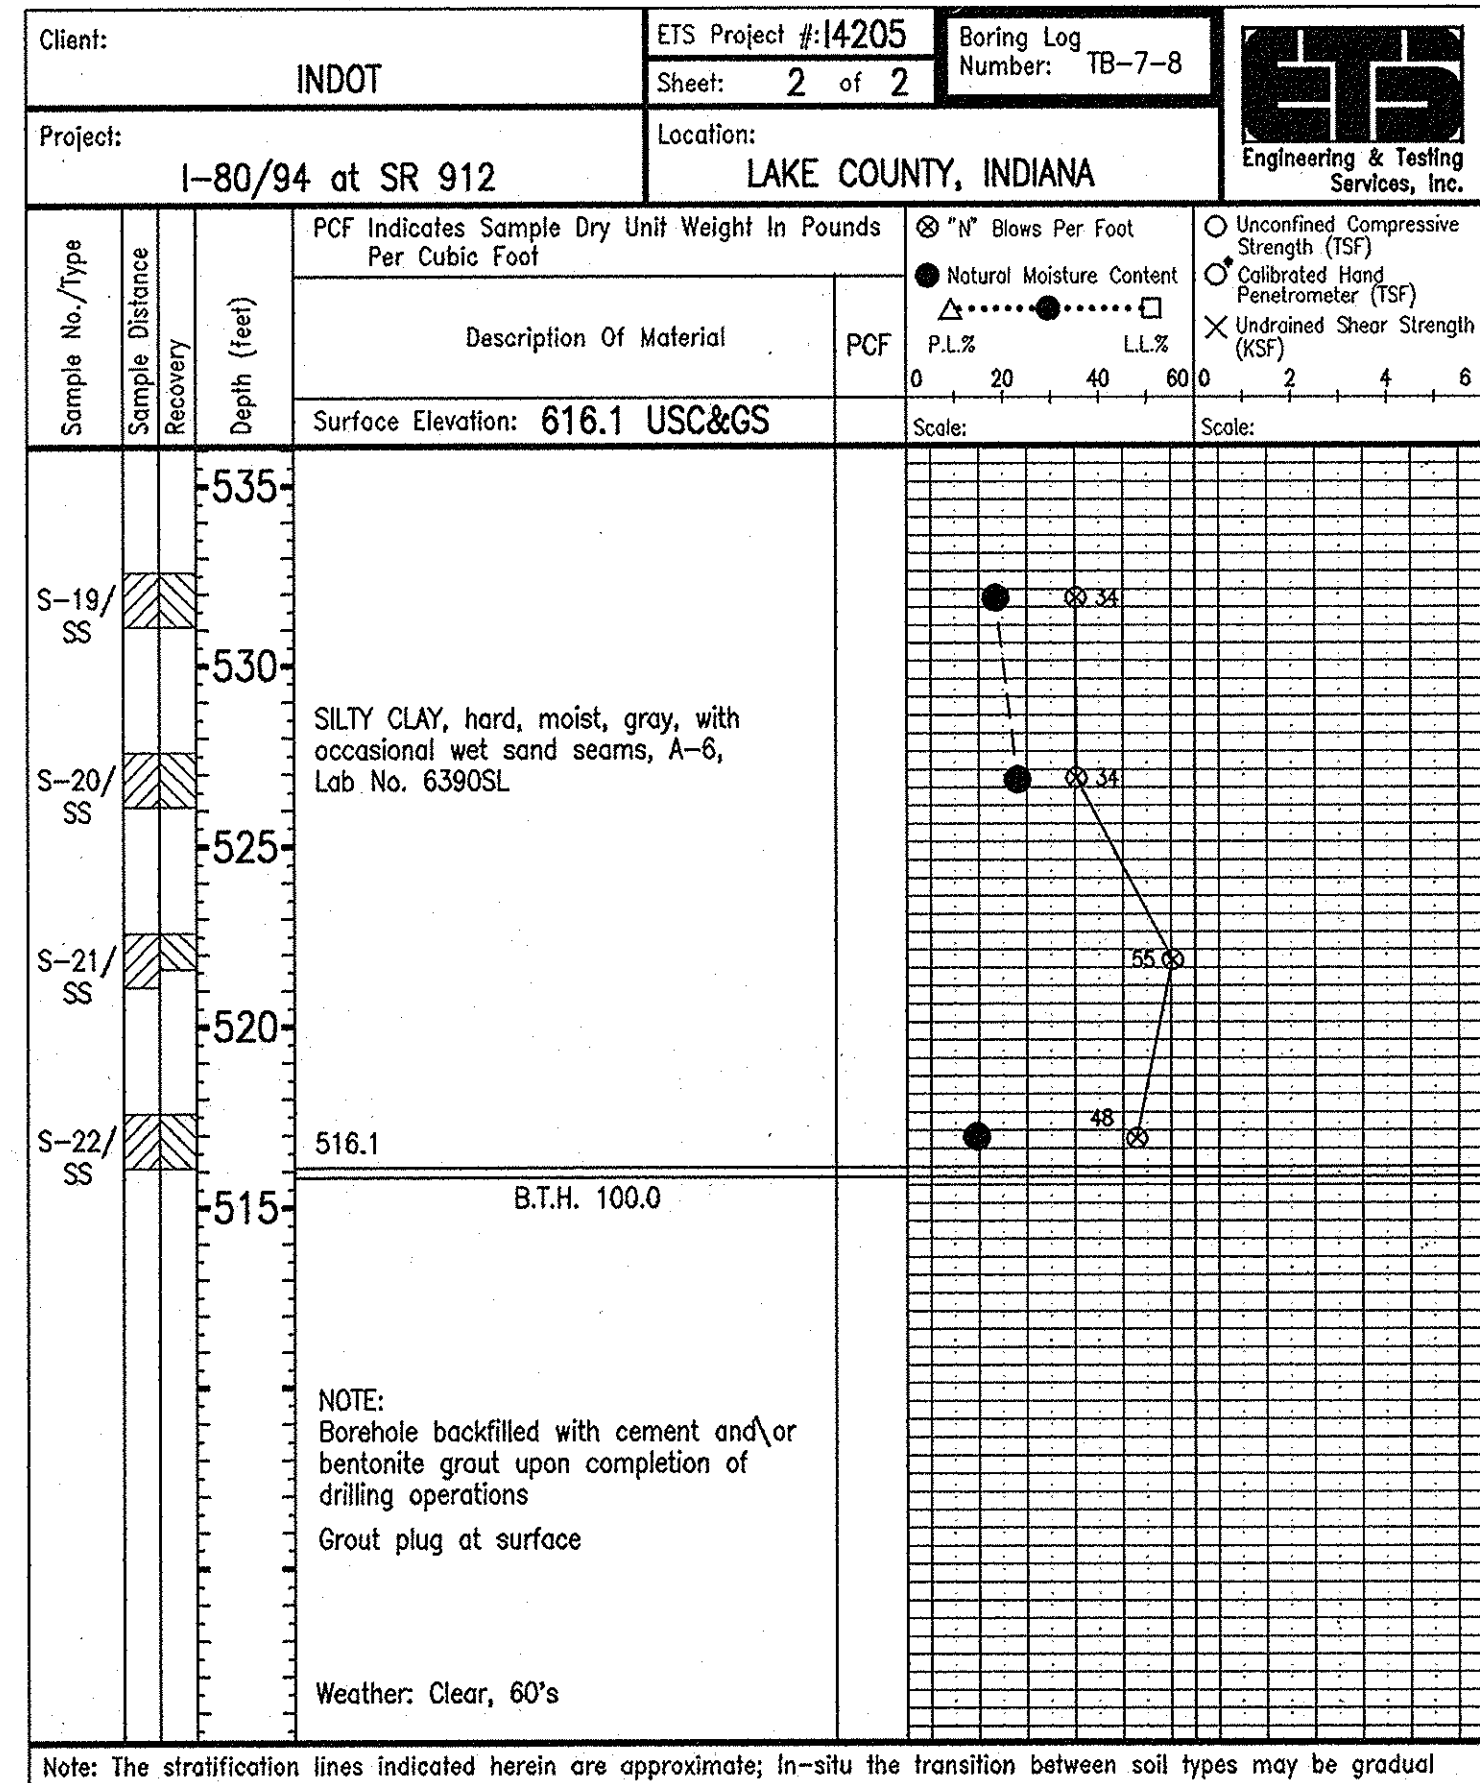 Client:
INDOT
ETS Project #:14205
Sheet: 2 of 2
Boring Log
Number: TB-7-8
ETS
Engineering & Testing
Services, Inc.
Project:
I-80/94 at SR 912
Location:
LAKE COUNTY, INDIANA
Sample No./Type
Sample Distance
Recovery
Depth (feet)
PCF Indicates Sample Dry Unit Weight In Pounds
Per Cubic Foot
Description Of Material
PCF
Surface Elevation: 616.1 USC&GS
"N" Blows Per Foot
Natural Moisture Content
P.L.% L.L.%
0 20 40 60
Scale:
Unconfined Compressive
Strength (TSF)
* Calibrated Hand
Penetrometer (TSF)
Undrained Shear Strength
(KSF)
0 2 4 6
Scale:
535
S-19/
SS
34
530
SILTY CLAY, hard, moist, gray, with
occasional wet sand seams, A-6,
Lab No. 6390SL
S-20/
SS
34
525
S-21/
SS
55
520
S-22/
SS
516.1
48
515
B.T.H. 100.0
NOTE:
Borehole backfilled with cement and\or
bentonite grout upon completion of
drilling operations
Grout plug at surface
Weather: Clear, 60's
Note: The stratification lines indicated herein are approximate; In-situ the transition between soil types may be gradual